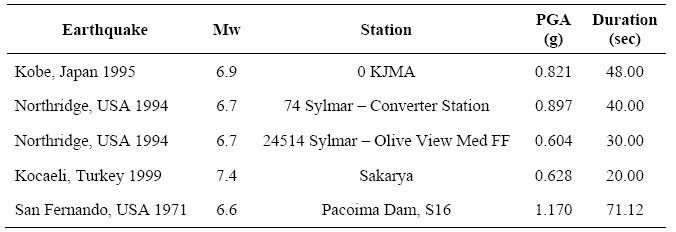 Earthquake Mw Station PGA (g) Duration (sec)
Kobe, Japan 1995 6.9 0 KJMA 0.821 48.00
Northridge, USA 1994 6.7 74 Sylmar – Converter Station 0.897 40.00
Northridge, USA 1994 6.7 24514 Sylmar – Olive View Med FF 0.604 30.00
Kocaeli, Turkey 1999 7.4 Sakarya 0.628 20.00
San Fernando, USA 1971 6.6 Pacoima Dam, S16 1.170 71.12